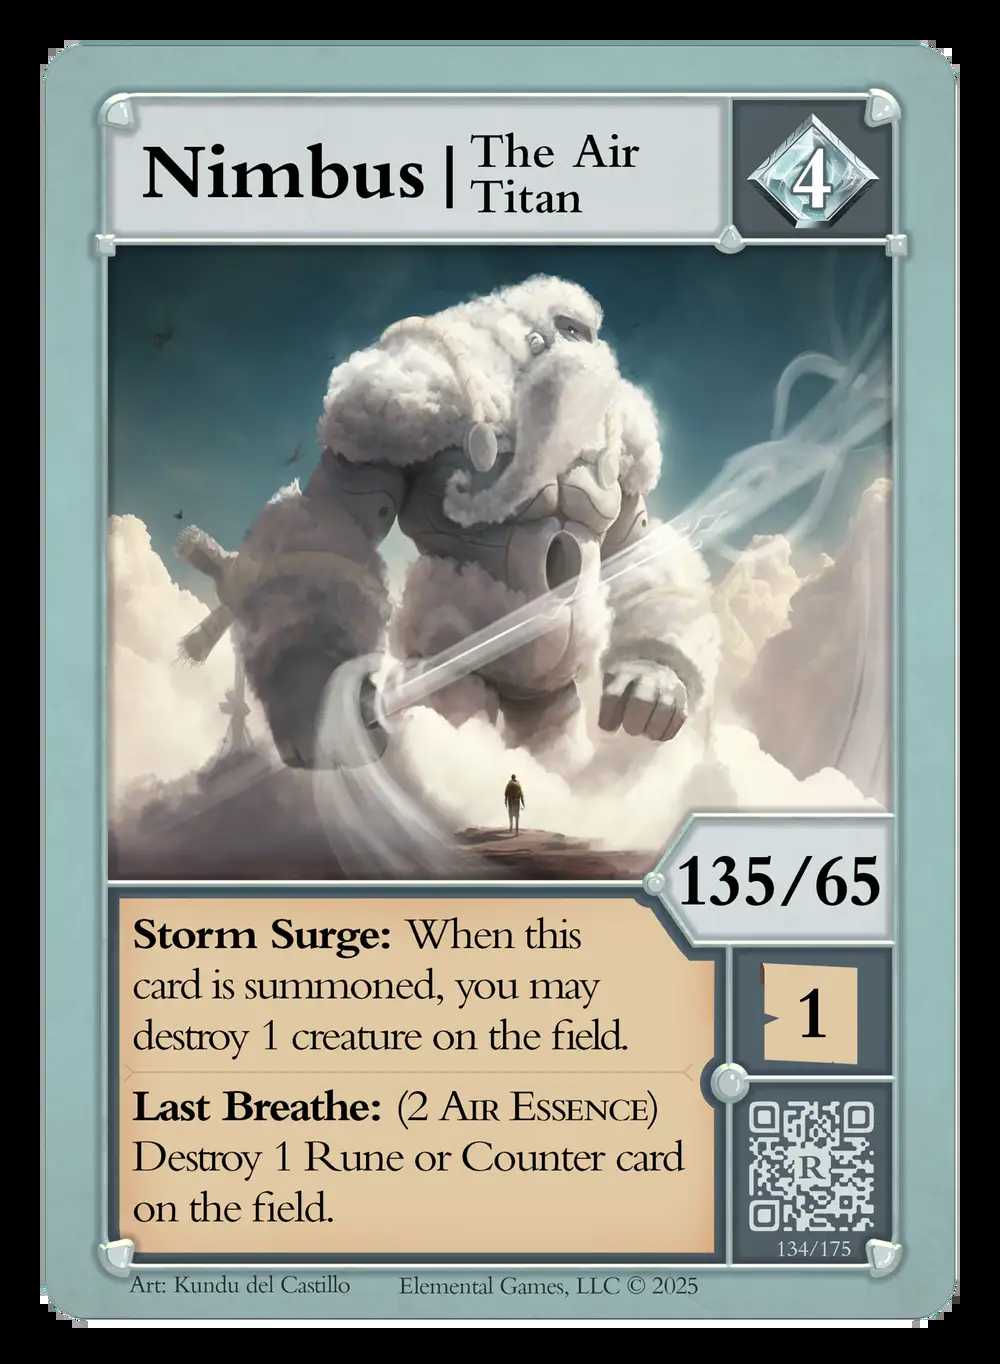 Nimbus | The Air
Titan
4
135/65
Storm Surge: When this
card is summoned, you may
destroy 1 creature on the field.
1
Last Breathe: (2 AIR ESSENCE)
Destroy 1 Rune or Counter card
on the field.
R
134/175
Art: Kundu del Castillo Elemental Games, LLC © 2025